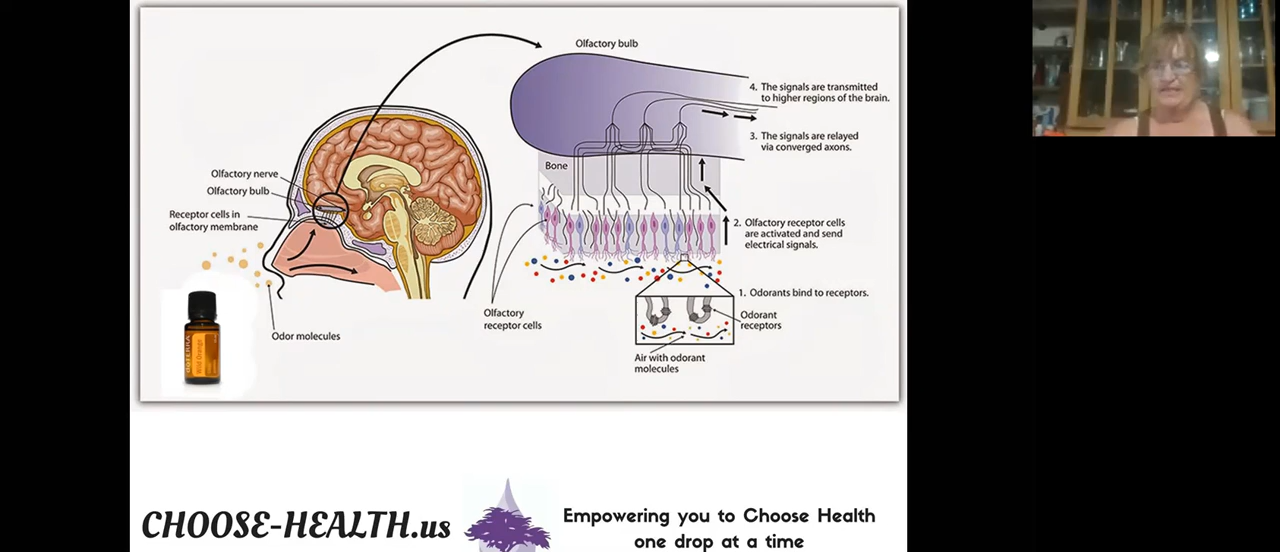 Olfactory bulb
4. The signals are transmitted
to higher regions of the brain.
3. The signals are relayed
via converged axons.
Bone
Olfactory nerve
Olfactory bulb
Receptor cells in
olfactory membrane
2. Olfactory receptor cells
are activated and send
electrical signals.
1. Odorants bind to receptors.
Olfactory
receptor cells
Odorant
receptors
Odor molecules
Air with odorant
molecules
doTERRA
Wild Orange
CHOOSE-HEALTH.us
Empowering you to Choose Health
one drop at a time